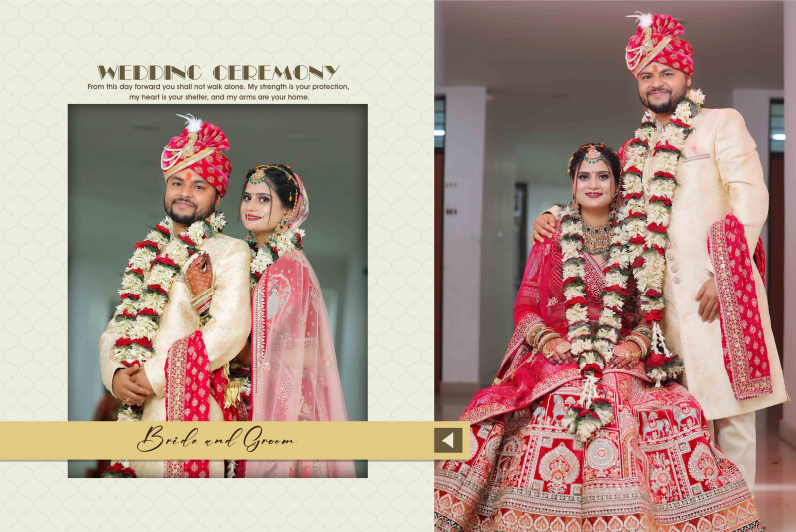 WEDDING CEREMONY
From this day forward you shall not walk alone. My strength is your protection,
my heart is your shelter, and my arms are your home.
Bride and Groom